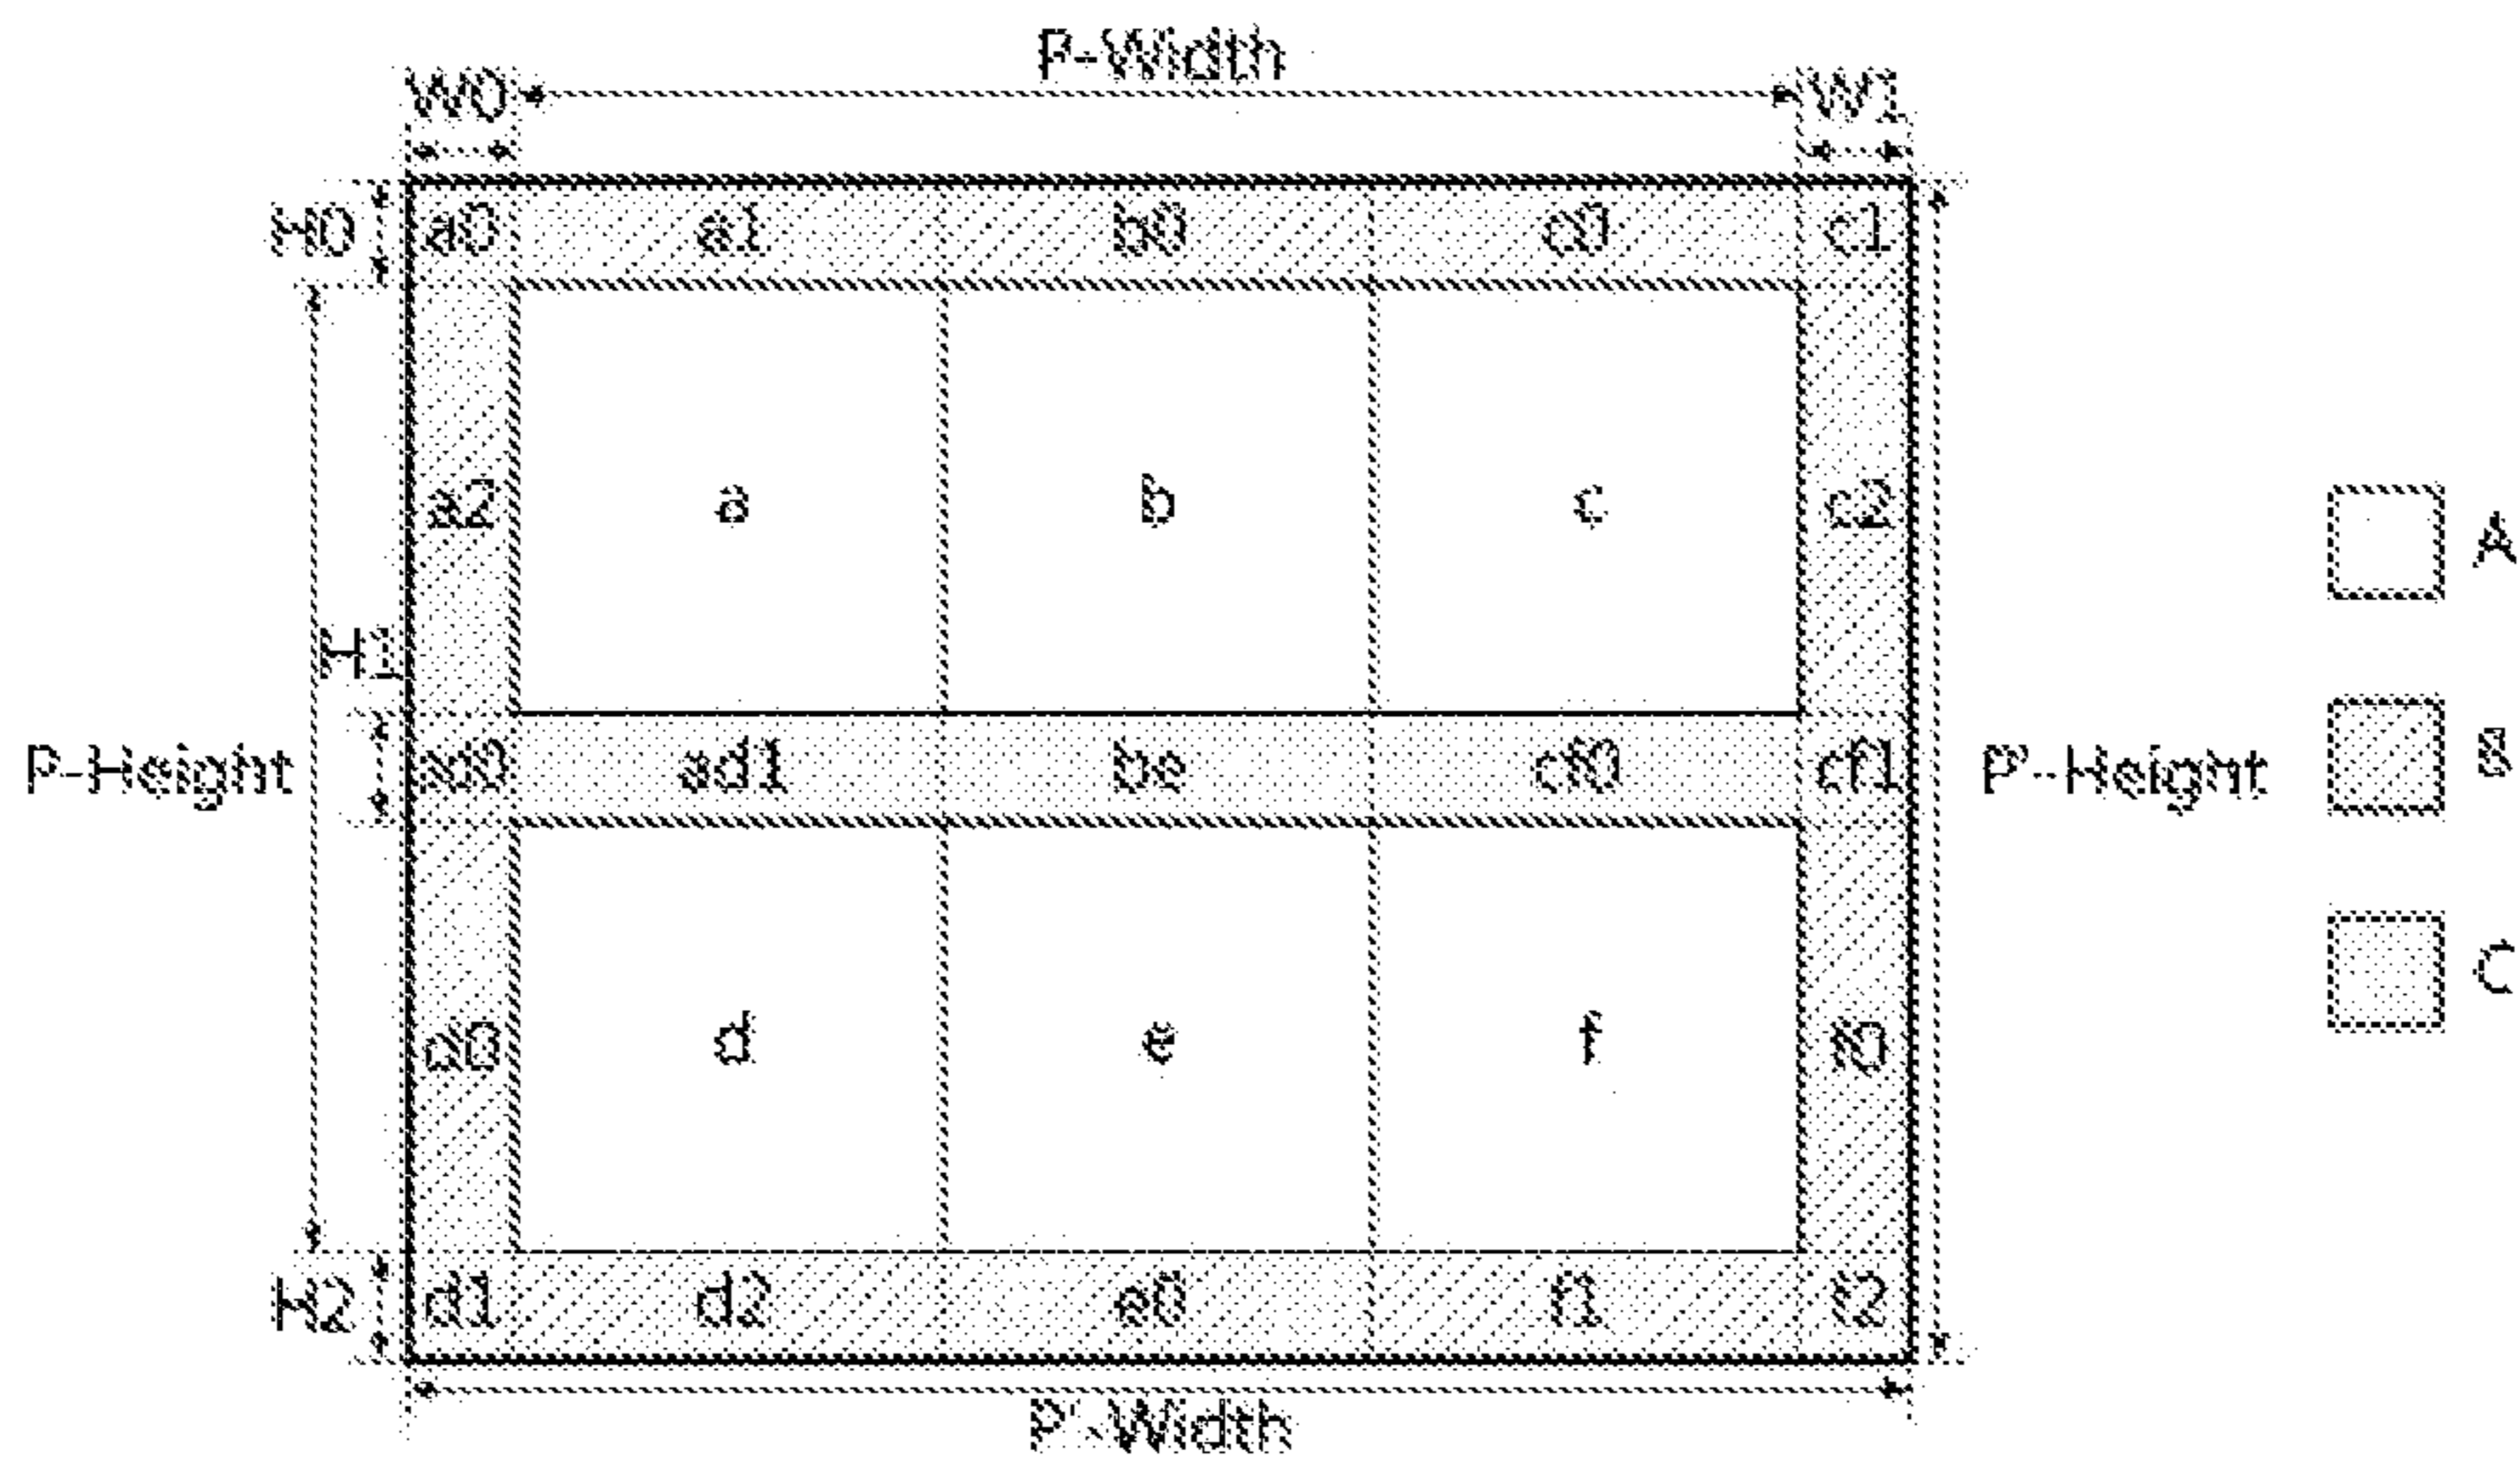 P-Width
W0 W1
H0 a0 a1 b0 c0 c1
a2 a b c c2
A
H1
P-Height ad0 ad1 be cf0 cf1 P'-Height B
C
d0 d e f f0
H2 d1 d2 e0 f1 f2
P'-Width